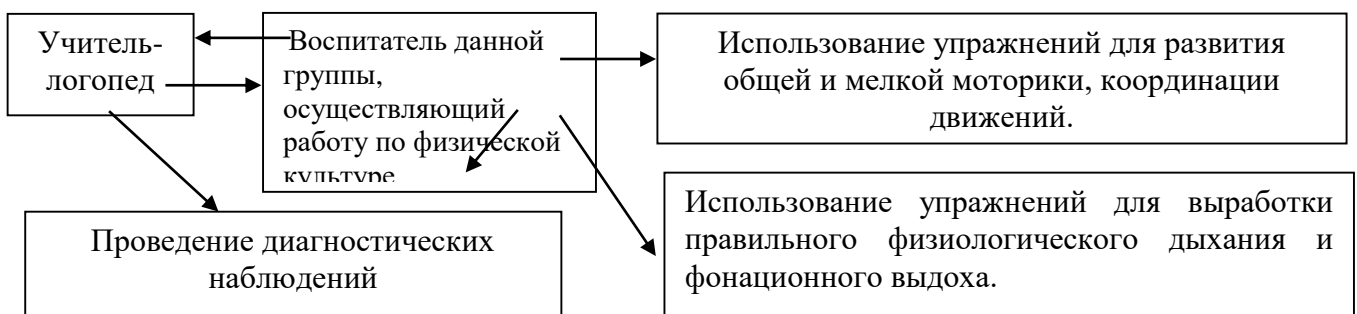 Учитель-
логопед
Воспитатель данной
группы,
осуществляющий
работу по физической
культуре
Использование упражнений для развития
общей и мелкой моторики, координации
движений.
Проведение диагностических
наблюдений
Использование упражнений для выработки
правильного физиологического дыхания и
фонационного выдоха.